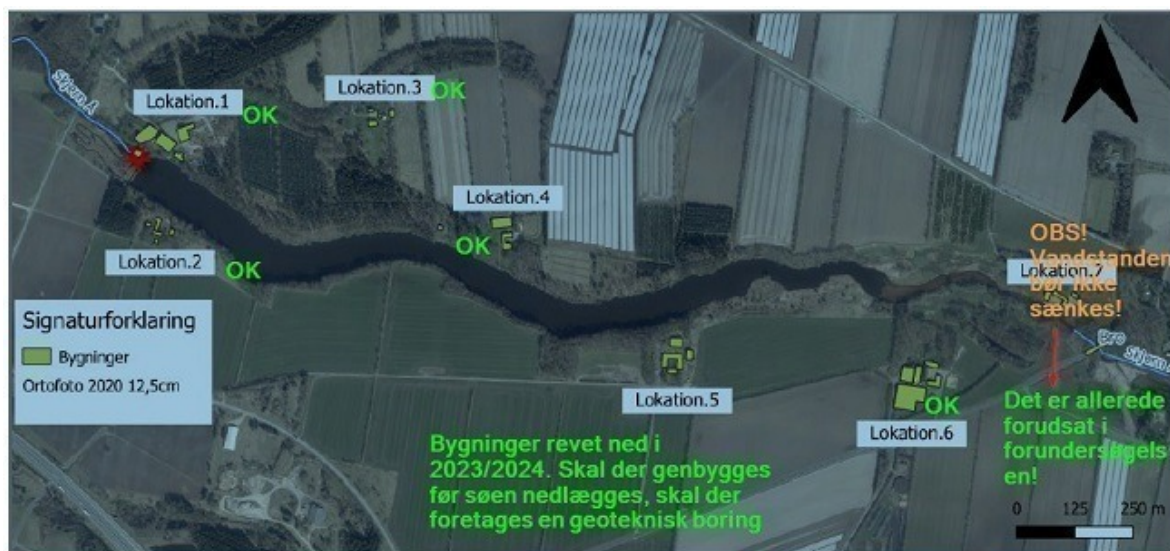 Skjern Å
Lokation.1
OK
Lokation.3
OK
Lokation.4
OK
Lokation.2
OK
OBS!
Vandstanden
bør ikke
sænkes!
Lokation.7
Bro
Skjern Å
Signaturforklaring
Bygninger
Ortofoto 2020 12,5cm
Lokation.5
Lokation.6
OK
Det er allerede
forudsat i
forundersøgels
en!
Bygninger revet ned i
2023/2024. Skal der genbygges
før søen nedlægges, skal der
foretages en geoteknisk boring
0 125 250 m